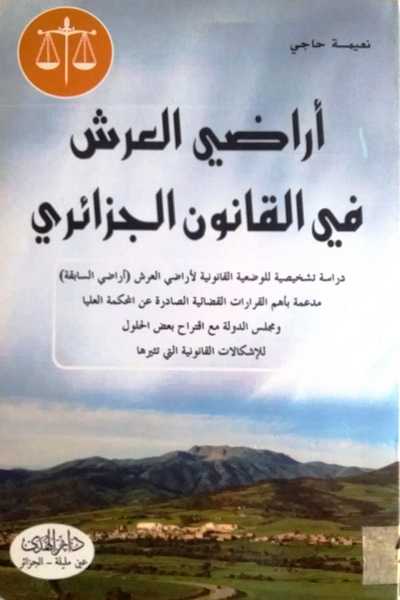 نعيمة حاجي
أراضي العرش
في القانون الجزائري
دراسة تشخيصية للوضعية القانونية لأراضي العرش (أراضي السابقة)
مدعمة بأهم القرارات القضائية الصادرة عن المحكمة العليا
ومجلس الدولة مع اقتراح بعض الحلول
للإشكالات القانونية التي تثيرها
دار الهدى
عين مليلة - الجزائر